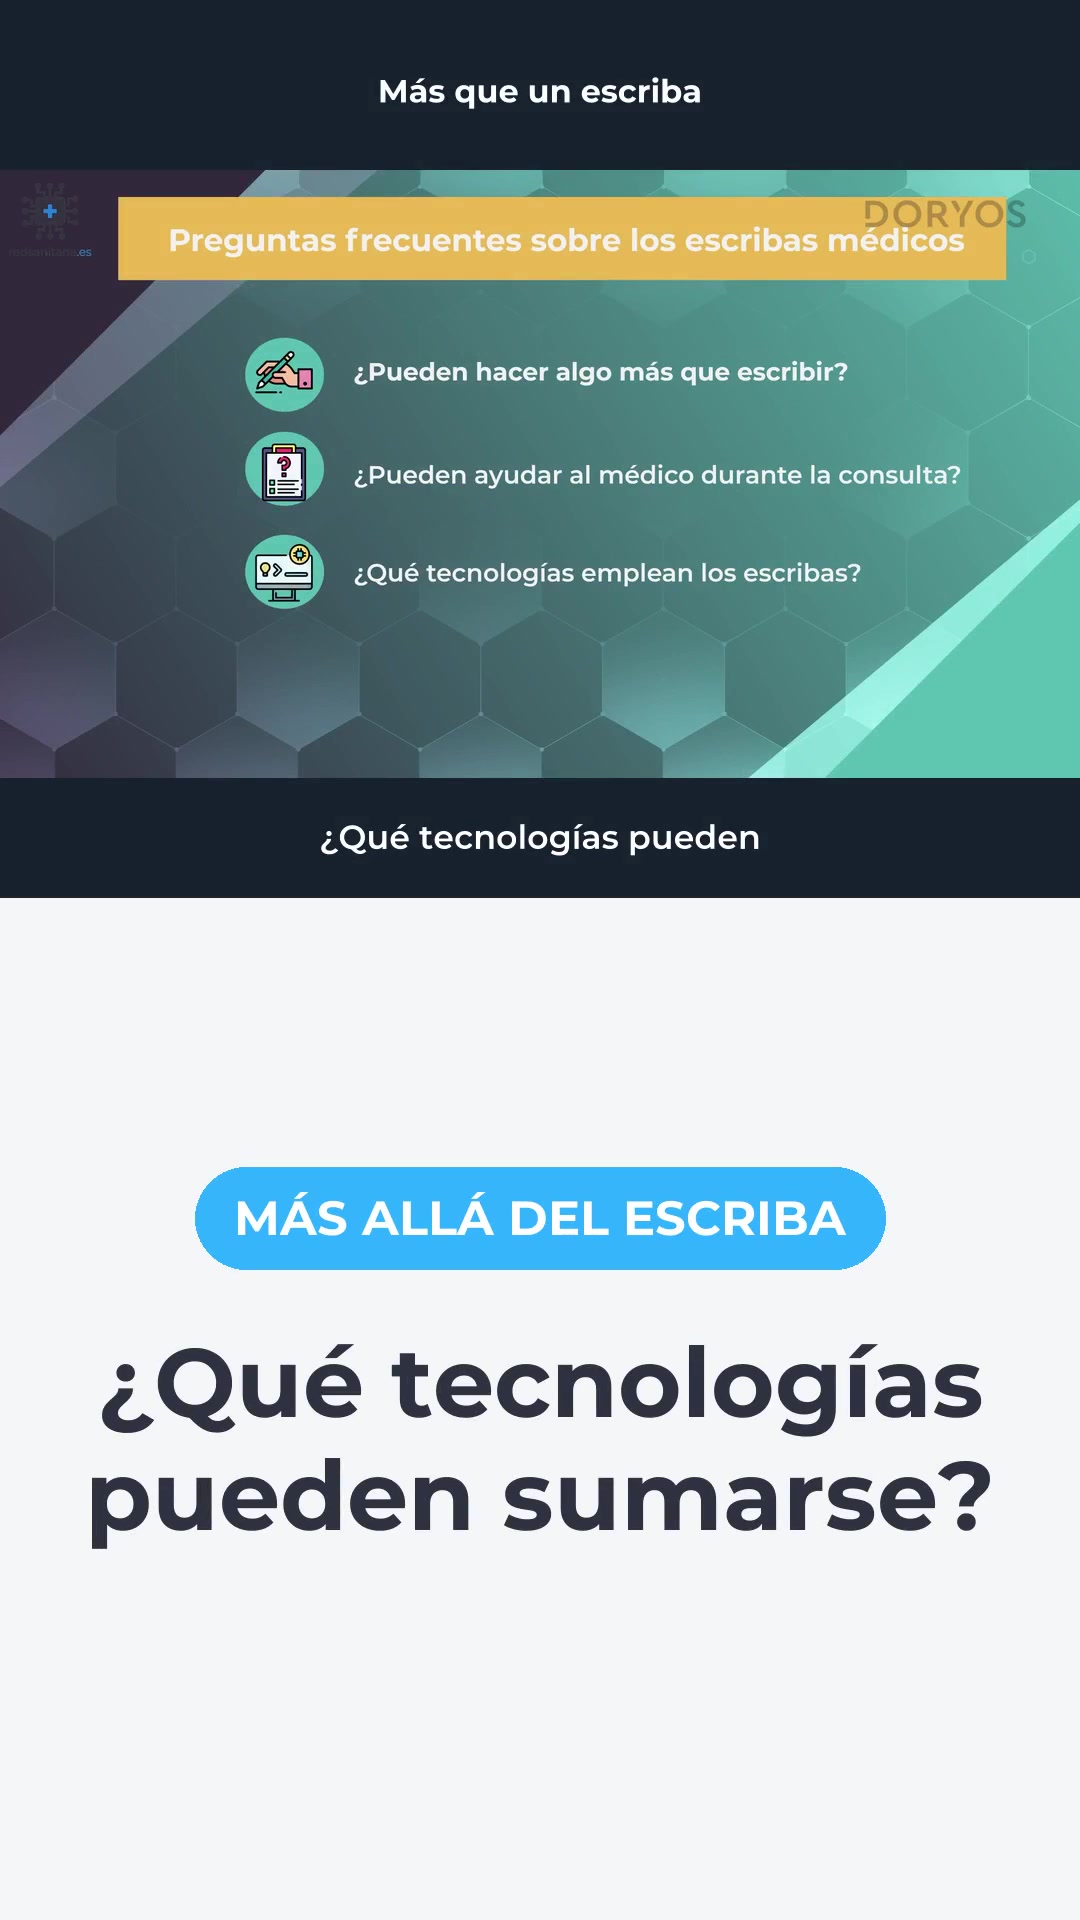 Más que un escriba
DORYOS
redsanitaria.es
Preguntas frecuentes sobre los escribas médicos
¿Pueden hacer algo más que escribir?
¿Pueden ayudar al médico durante la consulta?
¿Qué tecnologías emplean los escribas?
¿Qué tecnologías pueden
MÁS ALLÁ DEL ESCRIBA
¿Qué tecnologías
pueden sumarse?